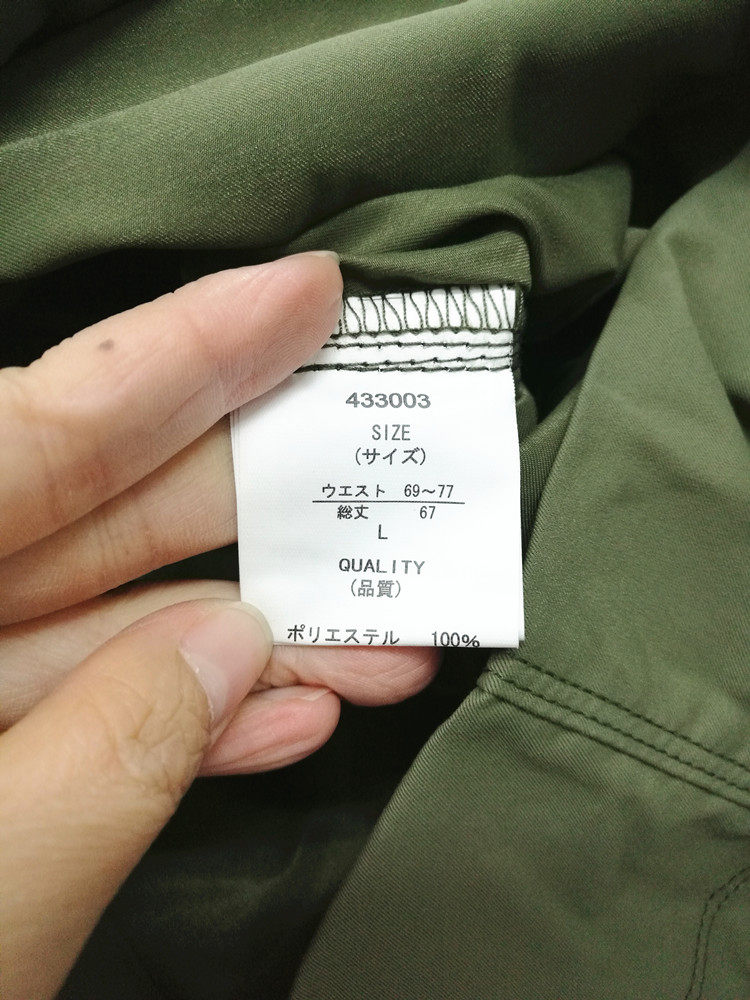 433003
SIZE
(サイズ)
ウエスト 69〜77
総丈 67
L
QUALITY
(品質)
ポリエステル 100%